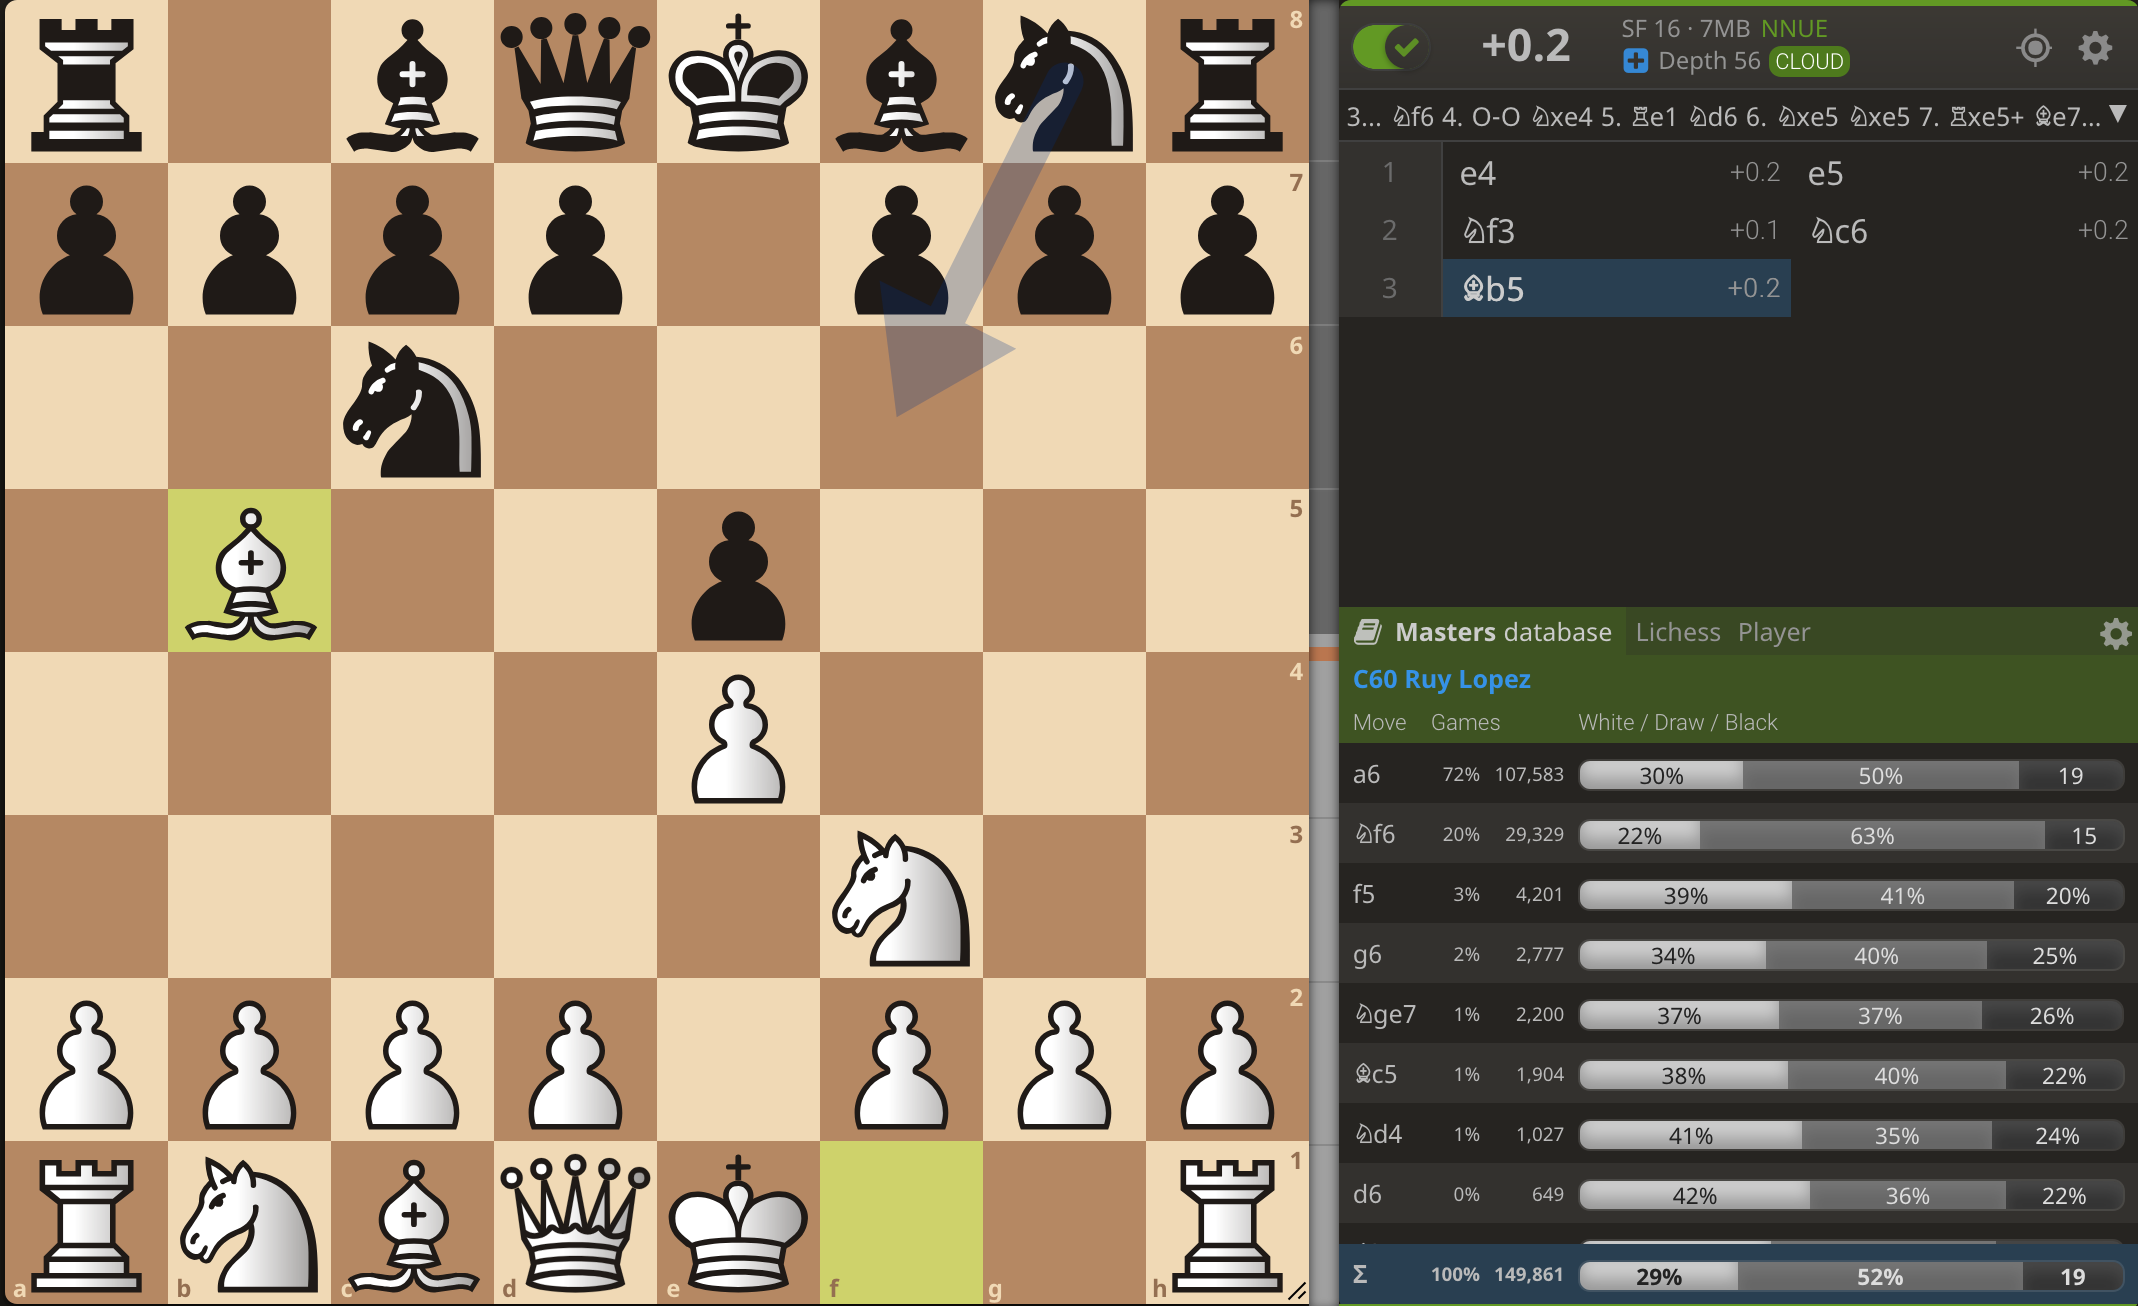 8
7
6
5
4
3
2
1
a b c d e f g h
+0.2
SF 16 · 7MB NNUE
Depth 56 CLOUD
3... ♘f6 4. O-O ♘xe4 5. ♖e1 ♘d6 6. ♘xe5 ♘xe5 7. ♖xe5+ ♗e7...
1 e4 +0.2 e5 +0.2
2 ♘f3 +0.1 ♘c6 +0.2
3 ♗b5 +0.2
Masters database Lichess Player
C60 Ruy Lopez
Move Games White / Draw / Black
a6 72% 107,583 30% 50% 19
♘f6 20% 29,329 22% 63% 15
f5 3% 4,201 39% 41% 20%
g6 2% 2,777 34% 40% 25%
♘ge7 1% 2,200 37% 37% 26%
♗c5 1% 1,904 38% 40% 22%
♘d4 1% 1,027 41% 35% 24%
d6 0% 649 42% 36% 22%
Σ 100% 149,861 29% 52% 19